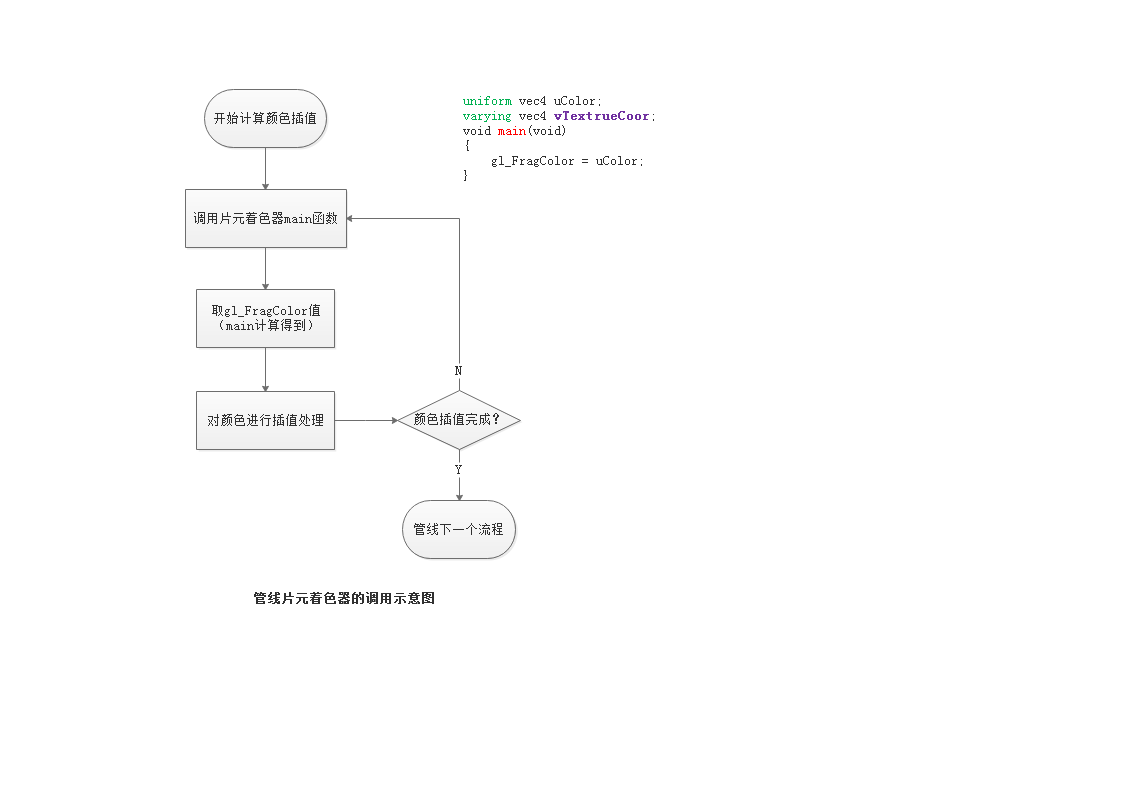 开始计算颜色插值
uniform vec4 uColor;
varying vec4 vTextrueCoor;
void main(void)
{
gl_FragColor = uColor;
}
调用片元着色器main函数
取gl_FragColor值
（main计算得到）
N
对颜色进行插值处理
颜色插值完成？
Y
管线下一个流程
管线片元着色器的调用示意图